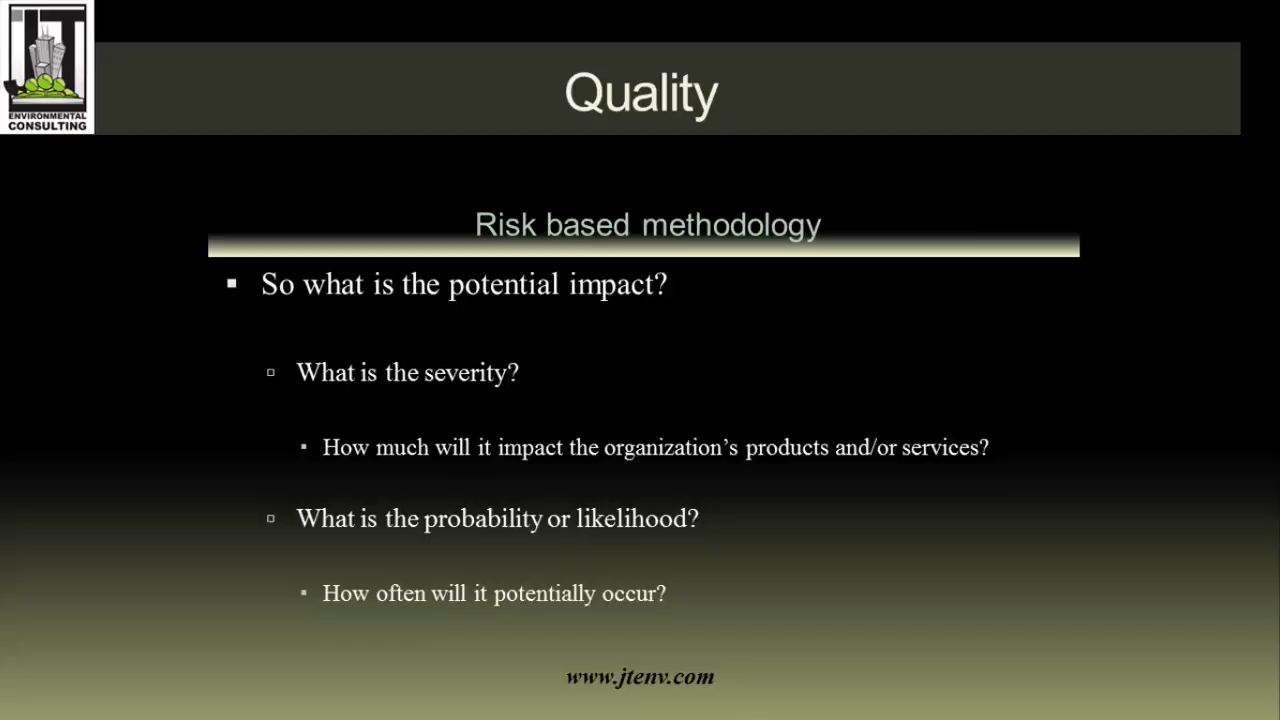 JT
ENVIRONMENTAL
CONSULTING
Quality
Risk based methodology
So what is the potential impact?
What is the severity?
How much will it impact the organization’s products and/or services?
What is the probability or likelihood?
How often will it potentially occur?
www.jtenv.com